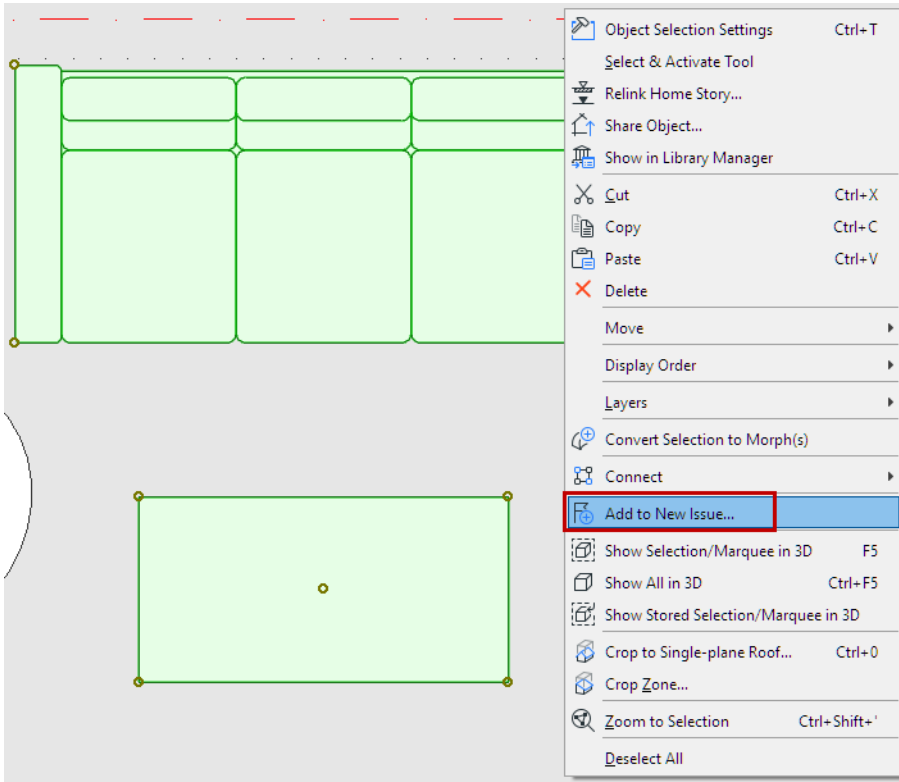 Object Selection Settings Ctrl+T
Select & Activate Tool
Relink Home Story...
Share Object...
Show in Library Manager
Cut Ctrl+X
Copy Ctrl+C
Paste Ctrl+V
Delete
Move
Display Order
Layers
Convert Selection to Morph(s)
Connect
Add to New Issue...
Show Selection/Marquee in 3D F5
Show All in 3D Ctrl+F5
Show Stored Selection/Marquee in 3D
Crop to Single-plane Roof... Ctrl+0
Crop Zone...
Zoom to Selection Ctrl+Shift+'
Deselect All